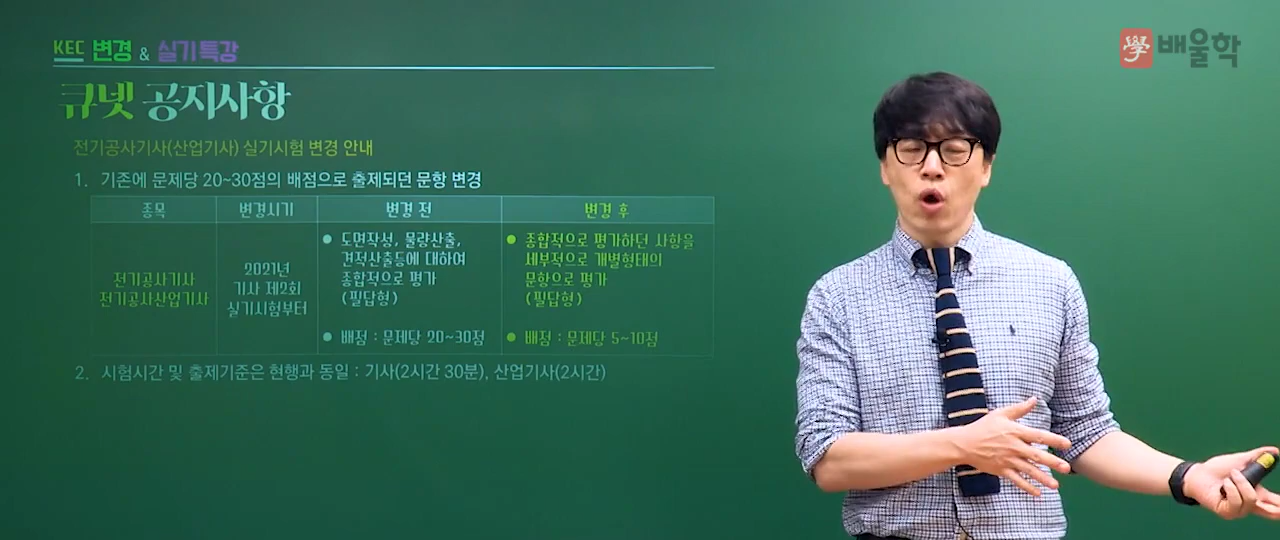 KEC 변경 & 실기특강
學 배울학
큐넷 공지사항
전기공사기사(산업기사) 실기시험 변경 안내
1. 기존에 문제당 20~30점의 배점으로 출제되던 문항 변경
종목 변경시기 변경 전 변경 후
전기공사기사
전기공사산업기사
2021년
기사 제2회
실기시험부터
● 도면작성, 물량산출,
견적산출등에 대하여
종합적으로 평가
(필답형)
● 배점 : 문제당 20~30점
● 종합적으로 평가하던 사항을
세부적으로 개별형태의
문항으로 평가
(필답형)
● 배점 : 문제당 5~10점
2. 시험시간 및 출제기준은 현행과 동일 : 기사(2시간 30분), 산업기사(2시간)